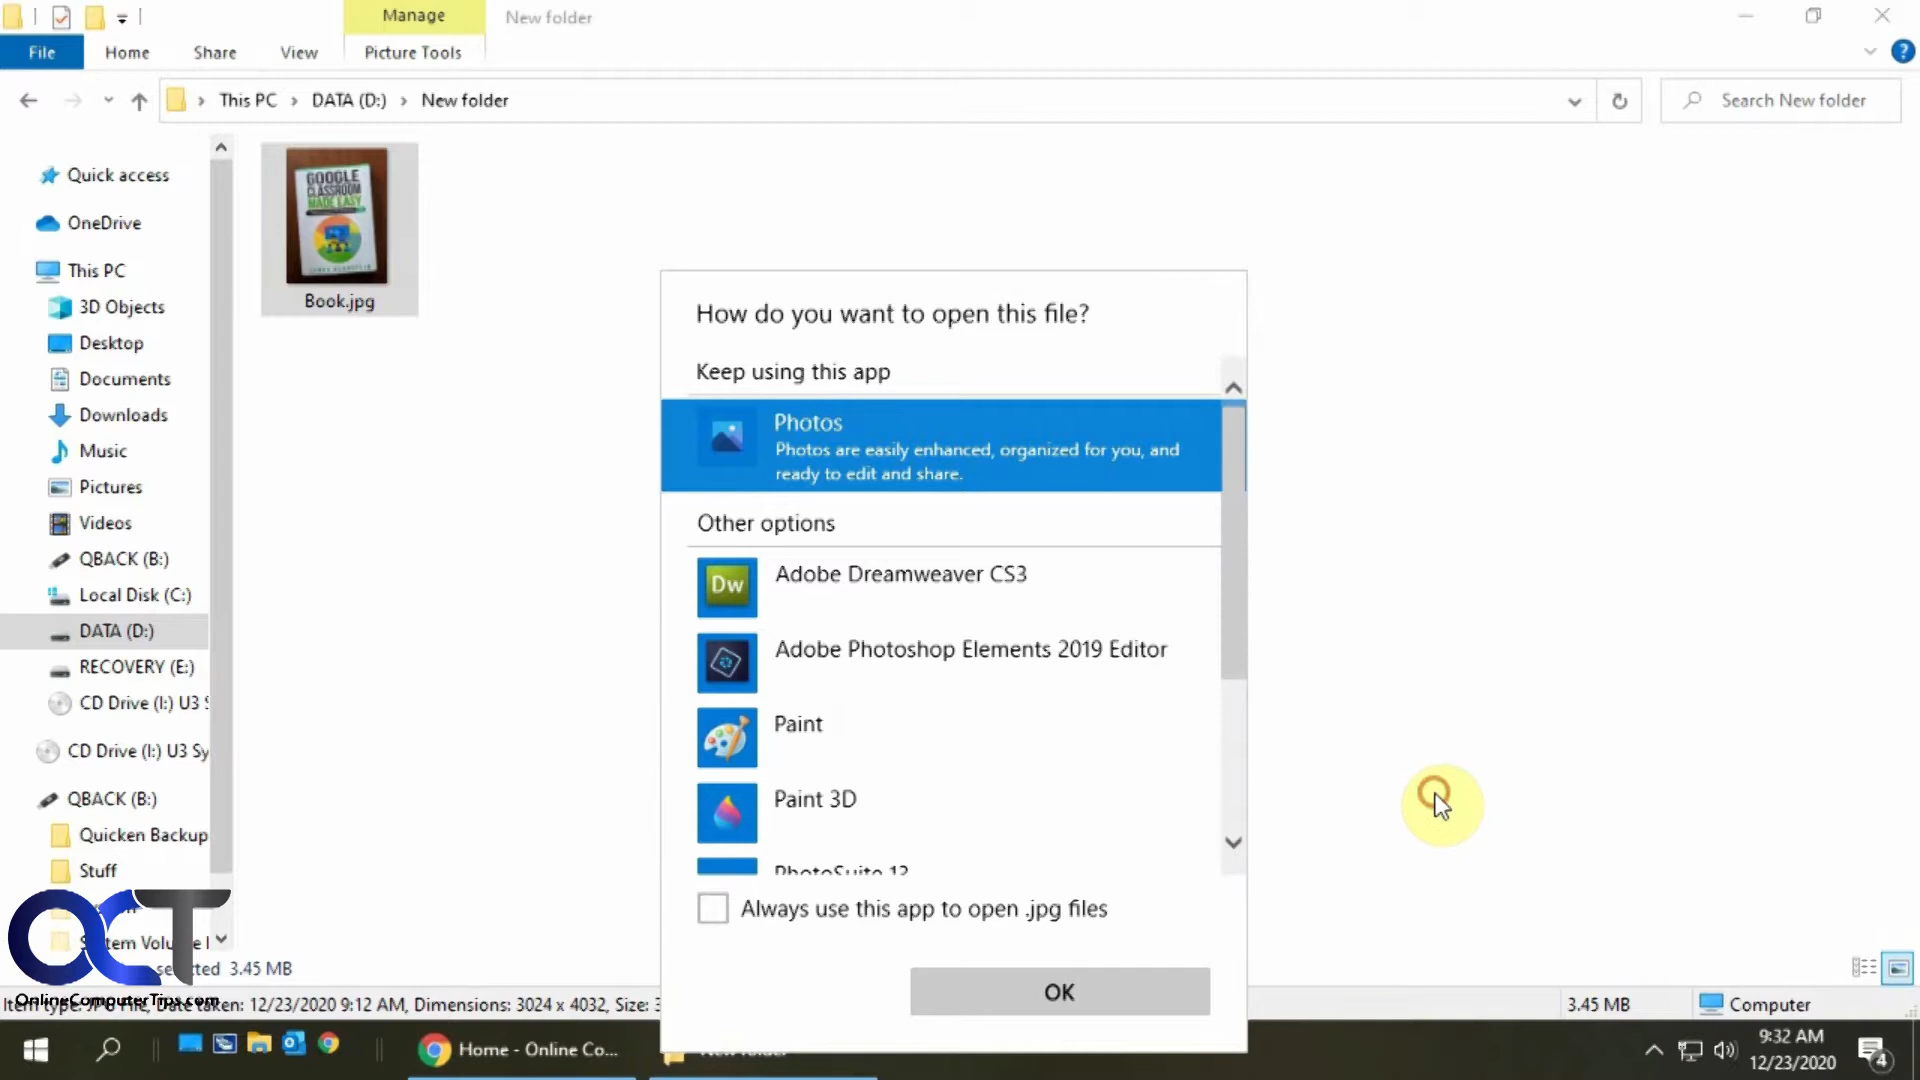 Manage
New folder
File
Home
Share
View
Picture Tools
This PC
DATA (D:)
New folder
Search New folder
Quick access
OneDrive
This PC
3D Objects
Desktop
Documents
Downloads
Music
Pictures
Videos
QBACK (B:)
Local Disk (C:)
DATA (D:)
RECOVERY (E:)
CD Drive (I:) U3 S
CD Drive (I:) U3 Sy
QBACK (B:)
Quicken Backup
Stuff
GOOGLE
CLASSROOM
MADE EASY
Book.jpg
How do you want to open this file?
Keep using this app
Photos
Photos are easily enhanced, organized for you, and
ready to edit and share.
Other options
Dw
Adobe Dreamweaver CS3
Adobe Photoshop Elements 2019 Editor
Paint
Paint 3D
PhotoSuite 12
Always use this app to open .jpg files
OK
OCT
OnlineComputerTips.com
3.45 MB
Date taken: 12/23/2020 9:12 AM, Dimensions: 3024 x 4032, Size: 3
3.45 MB
Computer
Home - Online Co...
9:32 AM
12/23/2020
4